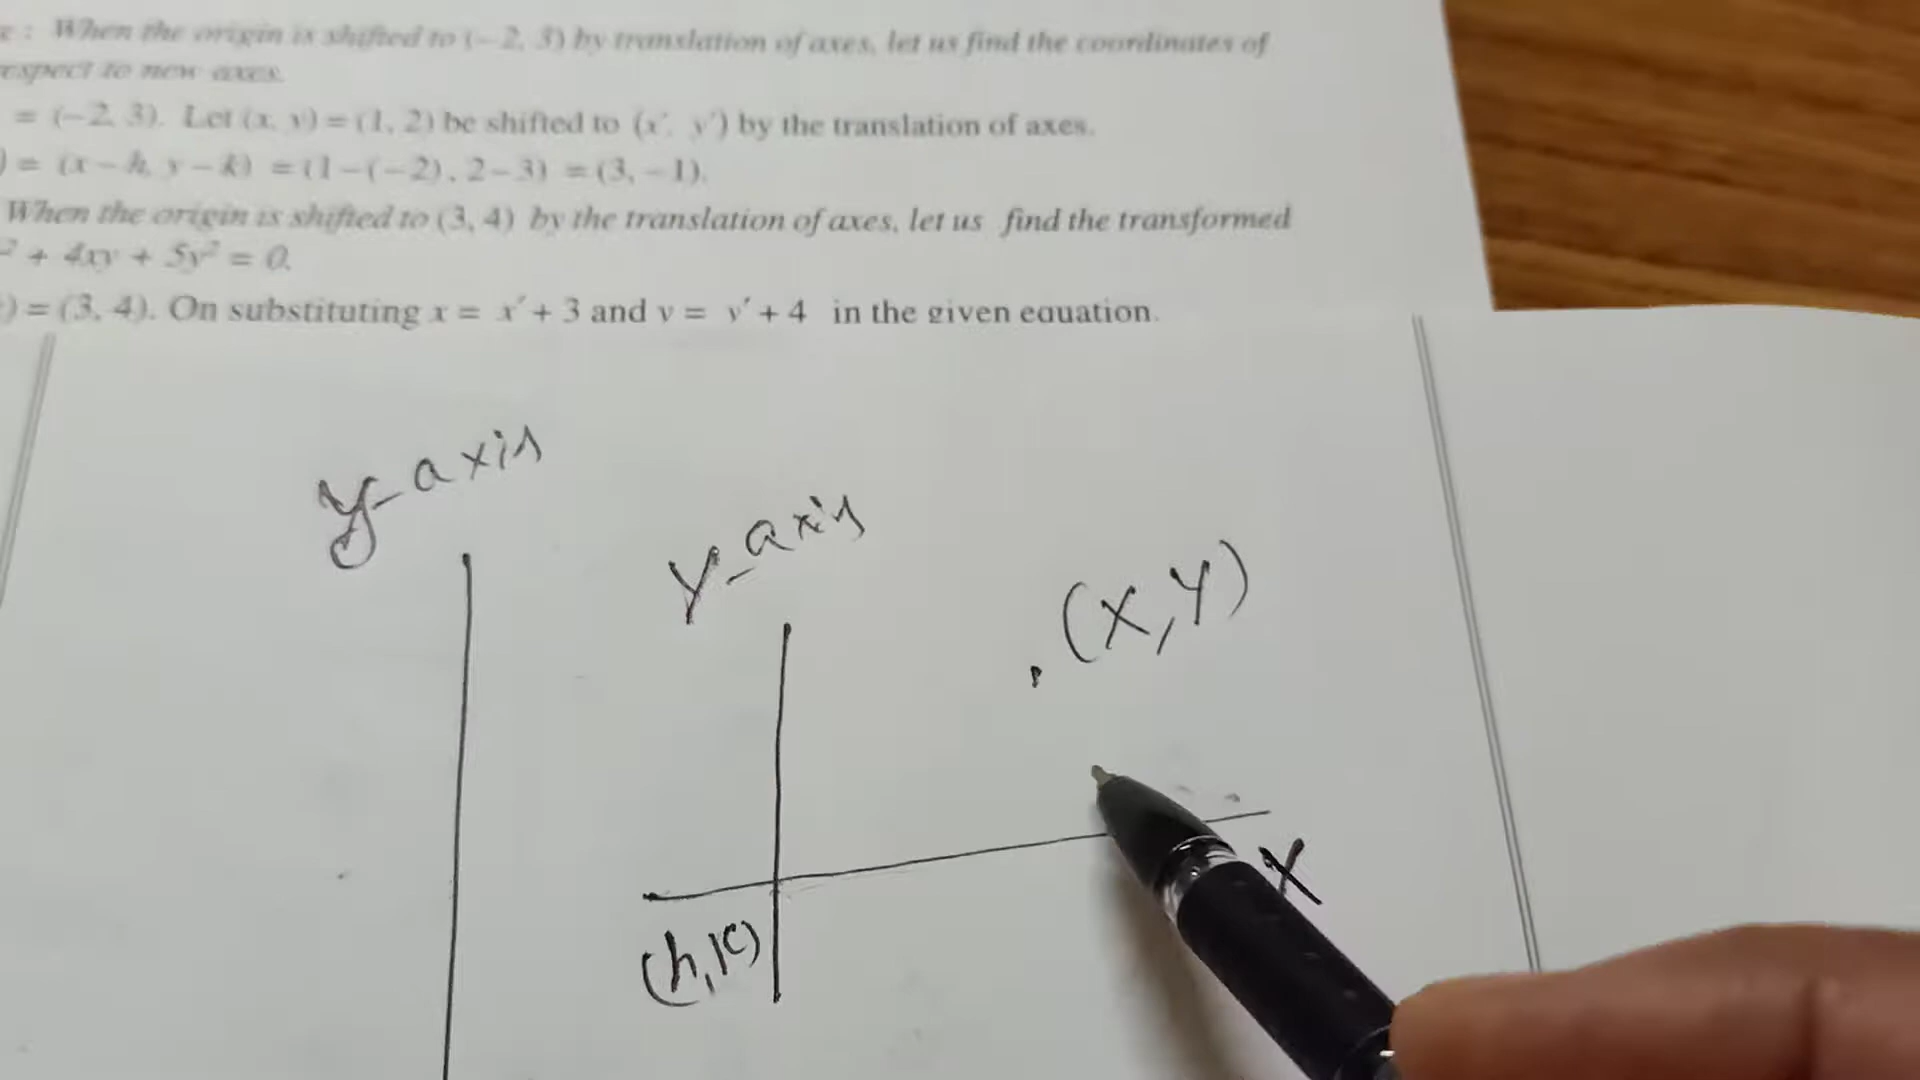 : When the origin is shifted to (−2, 3) by translation of axes, let us find the coordinates of
respect to new axes.
= (−2, 3). Let (x, y) = (1, 2) be shifted to (x′, y′) by the translation of axes.
) = (x − h, y − k) = (1−(−2), 2−3) = (3, −1).
When the origin is shifted to (3, 4) by the translation of axes, let us find the transformed
² + 4xy + 5y² = 0.
) = (3, 4). On substituting x = x′ + 3 and y = y′ + 4 in the given equation.
y-axis
Y-axis
(X, Y)
X
(h, k)